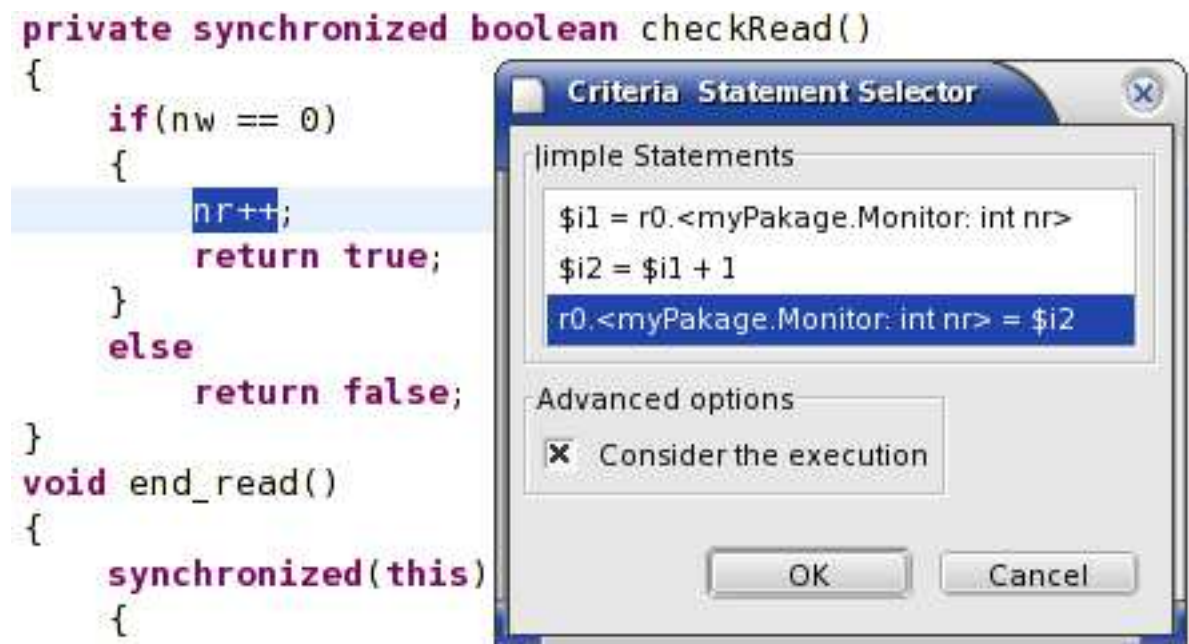 private synchronized boolean checkRead()
{
if(nw == 0)
{
nr++;
return true;
}
else
return false;
}
void end_read()
{
synchronized(this)
{
Criteria Statement Selector
Jimple Statements
$i1 = r0.<myPakage.Monitor: int nr>
$i2 = $i1 + 1
r0.<myPakage.Monitor: int nr> = $i2
Advanced options
Consider the execution
OK
Cancel